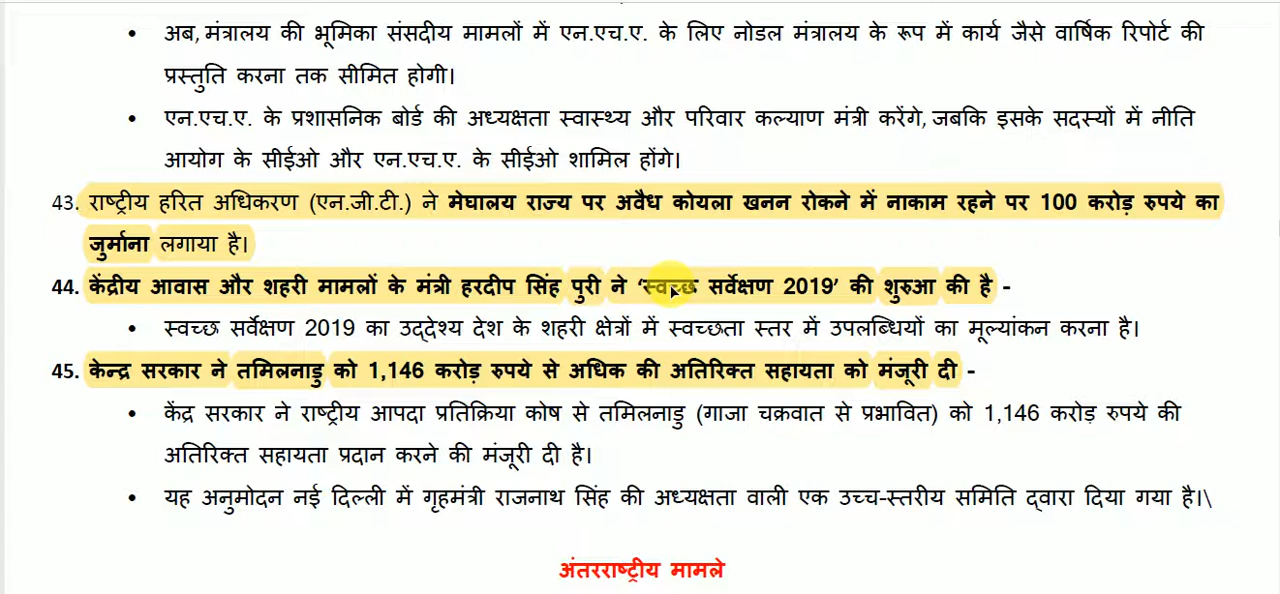 • अब, मंत्रालय की भूमिका संसदीय मामलों में एन.एच.ए. के लिए नोडल मंत्रालय के रूप में कार्य जैसे वार्षिक रिपोर्ट की
प्रस्तुति करना तक सीमित होगी।
• एन.एच.ए. के प्रशासनिक बोर्ड की अध्यक्षता स्वास्थ्य और परिवार कल्याण मंत्री करेंगे, जबकि इसके सदस्यों में नीति
आयोग के सीईओ और एन.एच.ए. के सीईओ शामिल होंगे।
43. राष्ट्रीय हरित अधिकरण (एन.जी.टी.) ने मेघालय राज्य पर अवैध कोयला खनन रोकने में नाकाम रहने पर 100 करोड़ रुपये का
जुर्माना लगाया है।
44. केंद्रीय आवास और शहरी मामलों के मंत्री हरदीप सिंह पुरी ने ‘स्वच्छ सर्वेक्षण 2019’ की शुरुआ की है -
• स्वच्छ सर्वेक्षण 2019 का उद्देश्य देश के शहरी क्षेत्रों में स्वच्छता स्तर में उपलब्धियों का मूल्यांकन करना है।
45. केन्द्र सरकार ने तमिलनाडु को 1,146 करोड़ रुपये से अधिक की अतिरिक्त सहायता को मंजूरी दी -
• केंद्र सरकार ने राष्ट्रीय आपदा प्रतिक्रिया कोष से तमिलनाडु (गाजा चक्रवात से प्रभावित) को 1,146 करोड़ रुपये की
अतिरिक्त सहायता प्रदान करने की मंजूरी दी है।
• यह अनुमोदन नई दिल्ली में गृहमंत्री राजनाथ सिंह की अध्यक्षता वाली एक उच्च-स्तरीय समिति द्वारा दिया गया है।\
अंतरराष्ट्रीय मामले